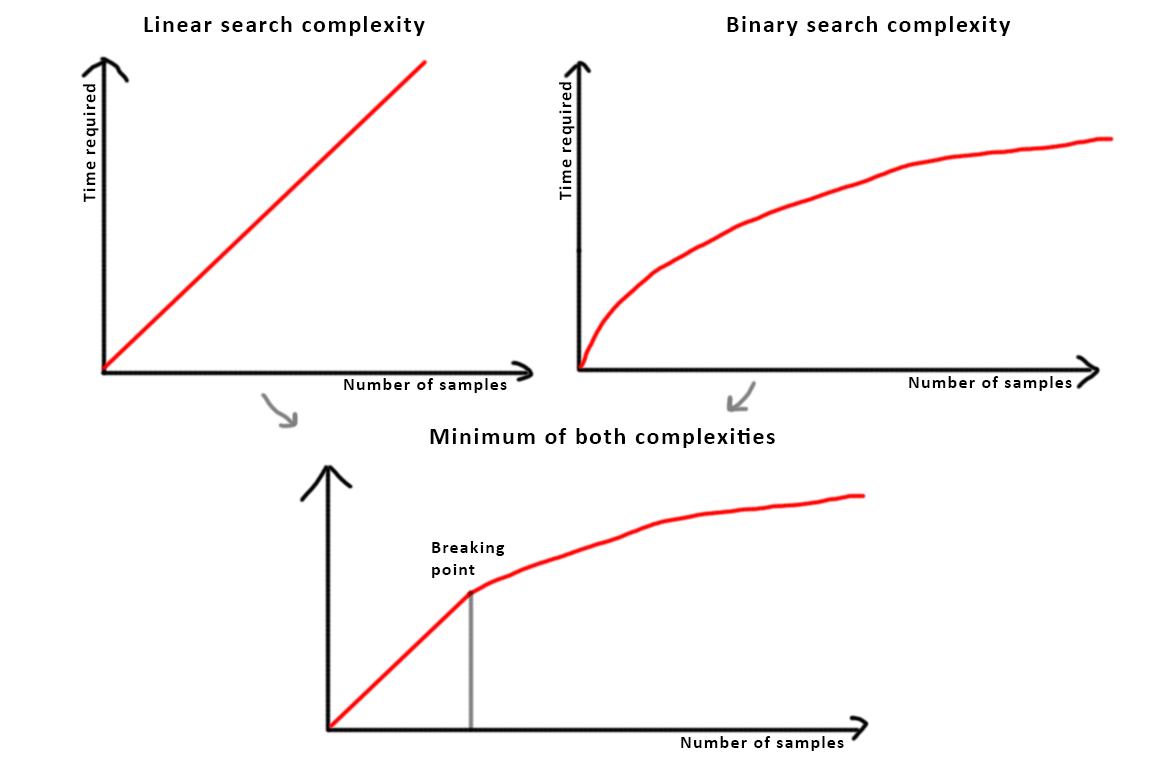 Linear search complexity
Binary search complexity
Time required
Number of samples
Time required
Number of samples
Minimum of both complexities
Breaking
point
Number of samples